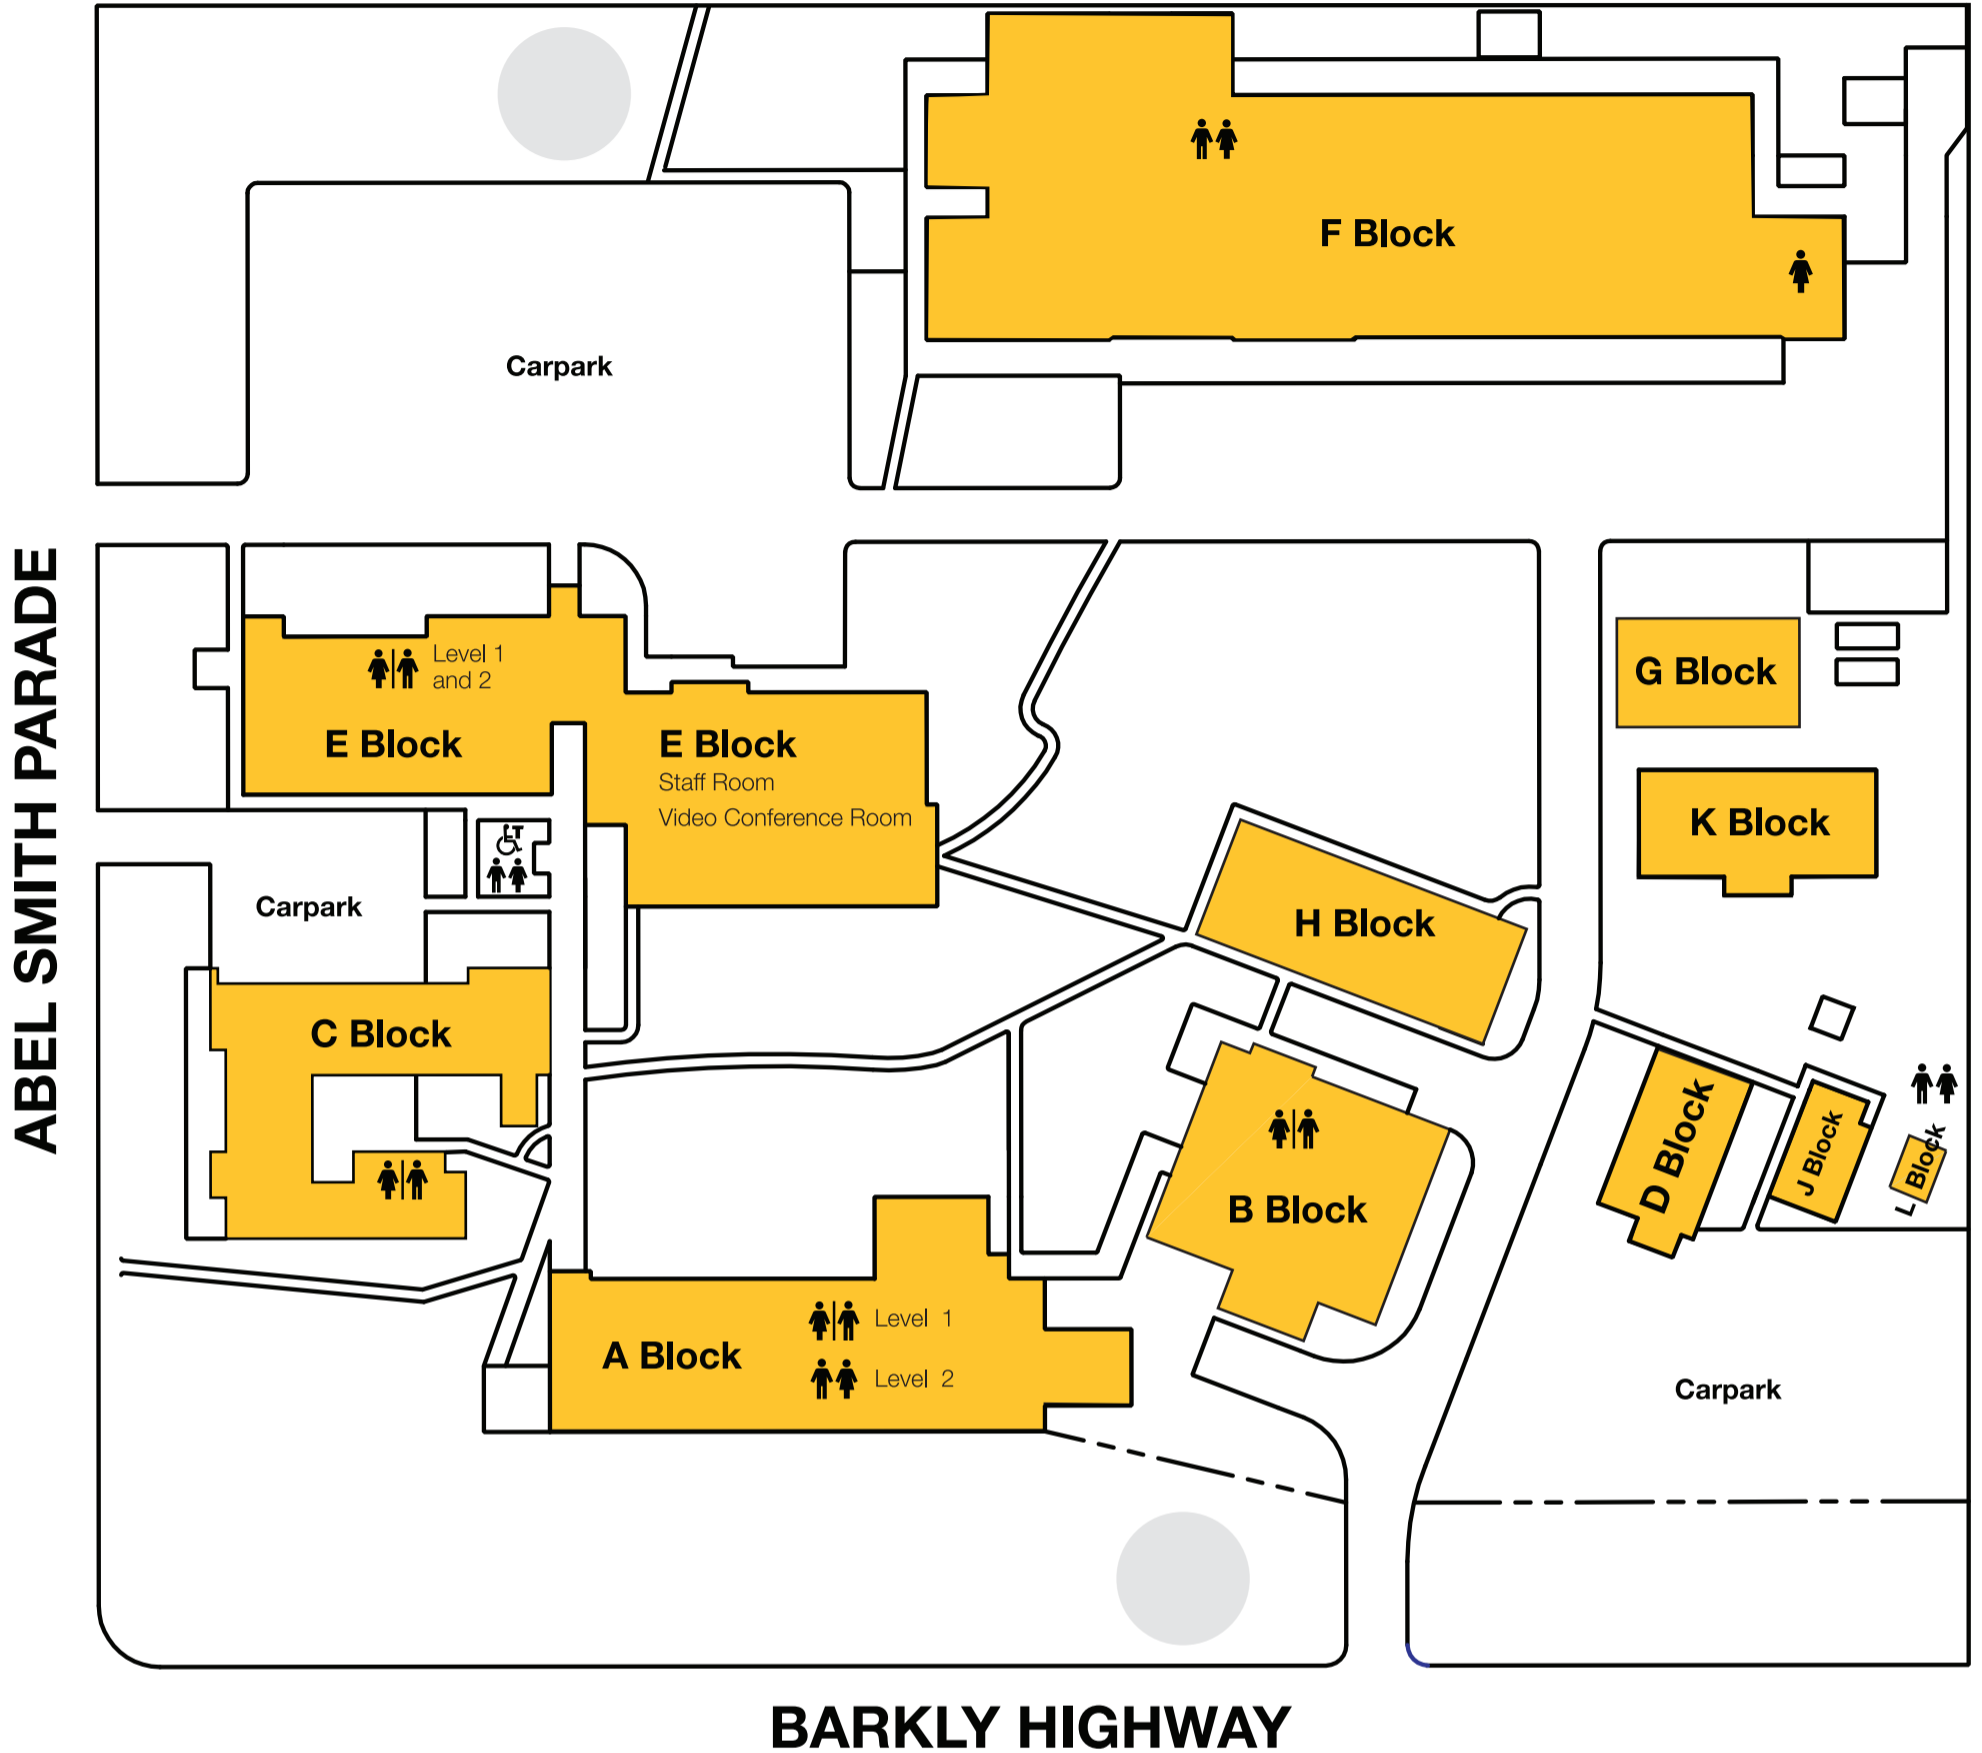 F Block
Carpark
ABEL SMITH PARADE
Level 1
and 2
E Block
E Block
Staff Room
Video Conference Room
G Block
K Block
T
Carpark
H Block
C Block
D Block
J Block
L Block
B Block
A Block
Level 1
Level 2
Carpark
BARKLY HIGHWAY